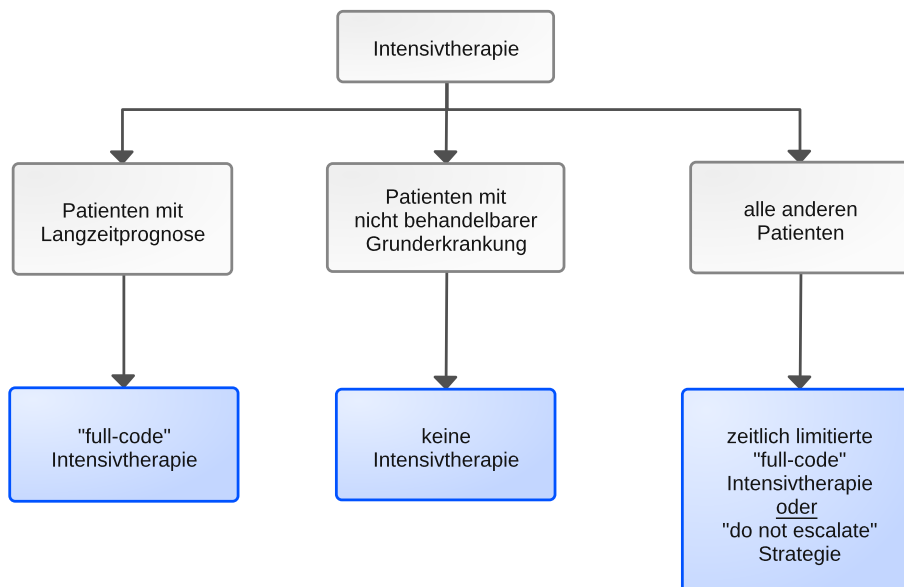 Intensivtherapie
Patienten mit
Langzeitprognose
Patienten mit
nicht behandelbarer
Grunderkrankung
alle anderen
Patienten
"full-code"
Intensivtherapie
keine
Intensivtherapie
zeitlich limitierte
"full-code"
Intensivtherapie
oder
"do not escalate"
Strategie